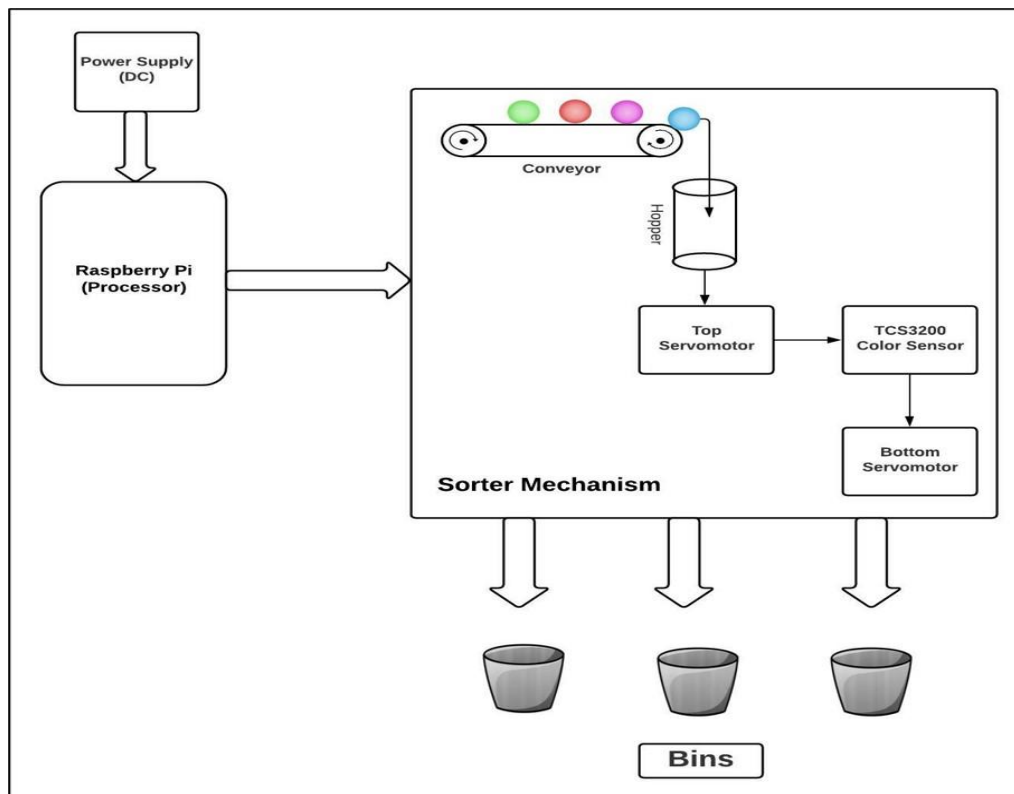 Power Supply
(DC)
Raspberry Pi
(Processor)
Conveyor
Hopper
Top
Servomotor
TCS3200
Color Sensor
Bottom
Servomotor
Sorter Mechanism
Bins